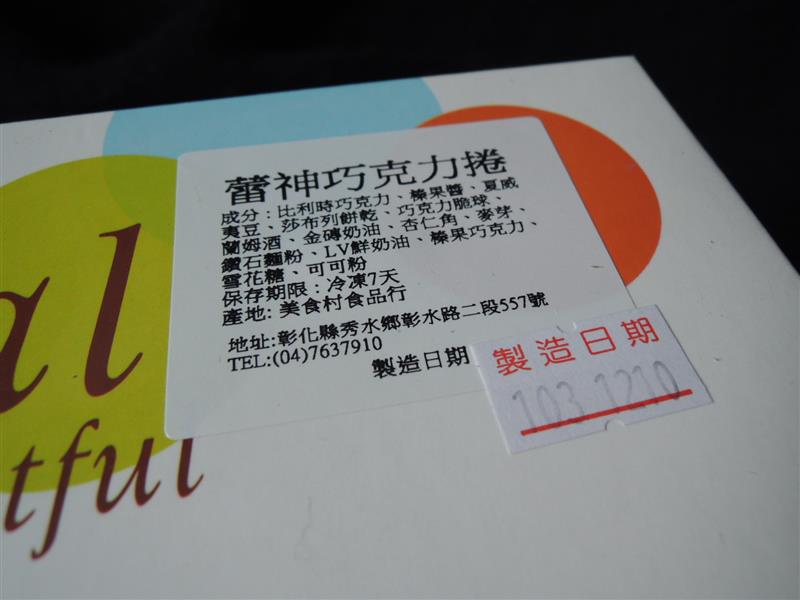 蕾神巧克力捲
成分：比利時巧克力、榛果醬、夏威
夷豆、莎布列餅乾、巧克力脆球、
蘭姆酒、金磚奶油、杏仁角、麥芽、
鑽石麵粉、LV鮮奶油、榛果巧克力、
雪花糖、可可粉
保存期限：冷凍7天
產地: 美食村食品行
地址:彰化縣秀水鄉彰水路二段557號
TEL:(04)7637910
製造日期
製造日期
103 1210
al
tful